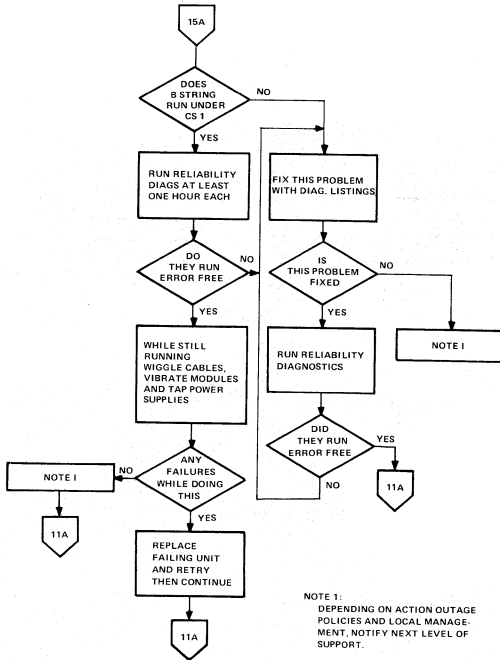 15A
DOES
B STRING
RUN UNDER
CS 1
NO
YES
RUN RELIABILITY
DIAGS AT LEAST
ONE HOUR EACH
FIX THIS PROBLEM
WITH DIAG. LISTINGS
DO
THEY RUN
ERROR FREE
NO
YES
IS
THIS PROBLEM
FIXED
NO
YES
NOTE I
WHILE STILL
RUNNING
WIGGLE CABLES,
VIBRATE MODULES
AND TAP POWER
SUPPLIES
RUN RELIABILITY
DIAGNOSTICS
DID
THEY RUN
ERROR FREE
YES
NO
11A
ANY
FAILURES
WHILE DOING
THIS
NO
YES
NOTE I
11A
REPLACE
FAILING UNIT
AND RETRY
THEN CONTINUE
11A
NOTE 1:
DEPENDING ON ACTION OUTAGE
POLICIES AND LOCAL MANAGE-
MENT, NOTIFY NEXT LEVEL OF
SUPPORT.